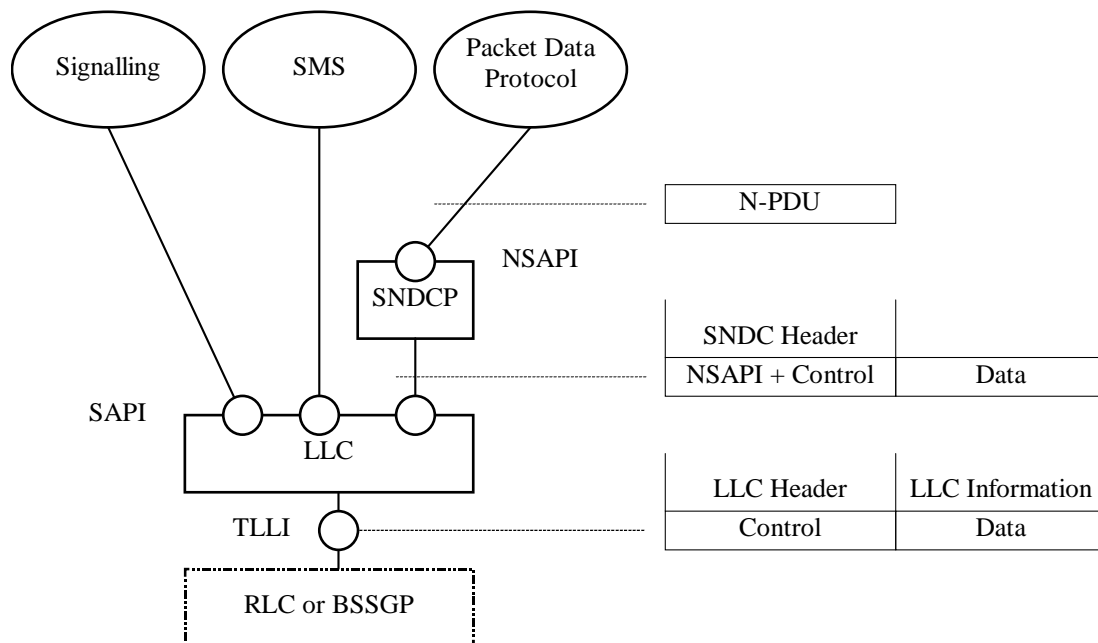 Signalling
SMS
Packet Data
Protocol
N-PDU
NSAPI
SNDCP
SNDC Header
NSAPI + Control
Data
SAPI
LLC
LLC Header
LLC Information
TLLI
Control
Data
RLC or BSSGP